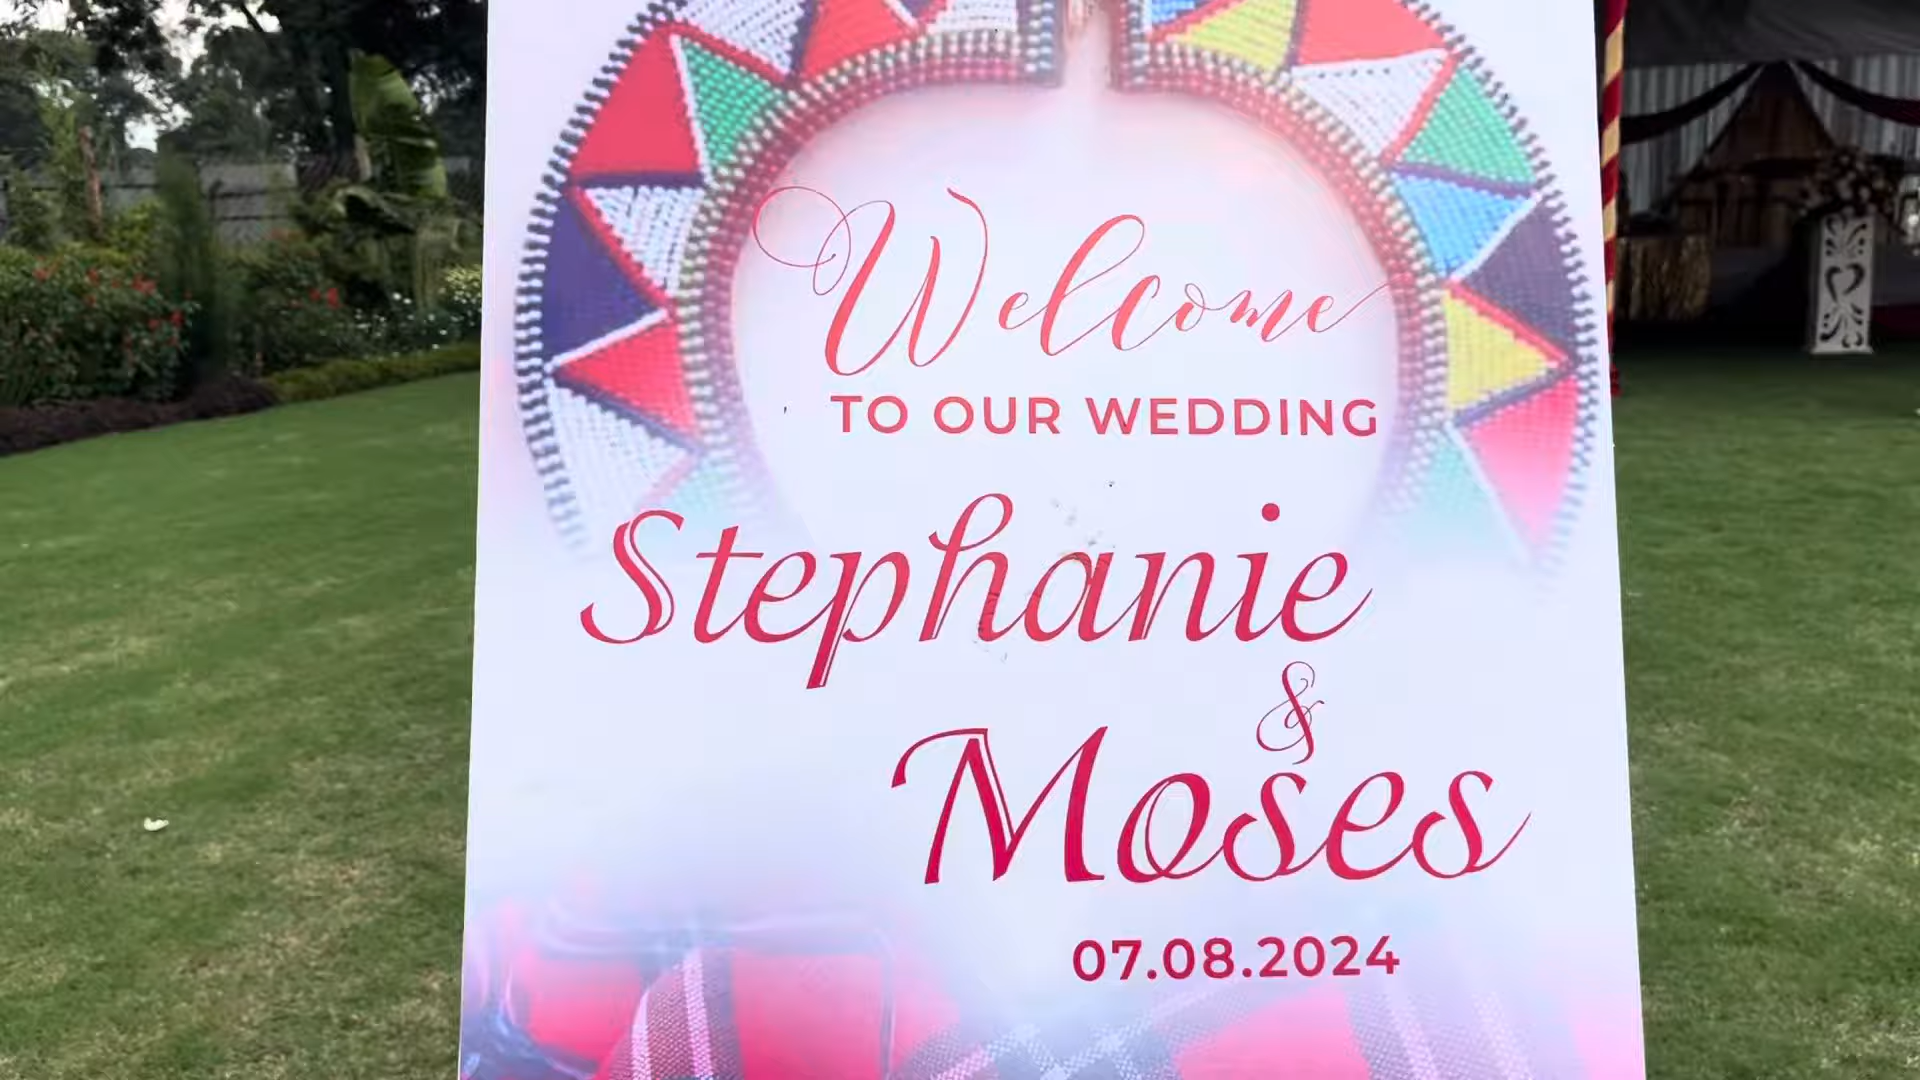 Welcome
TO OUR WEDDING
Stephanie
&
Moses
07.08.2024